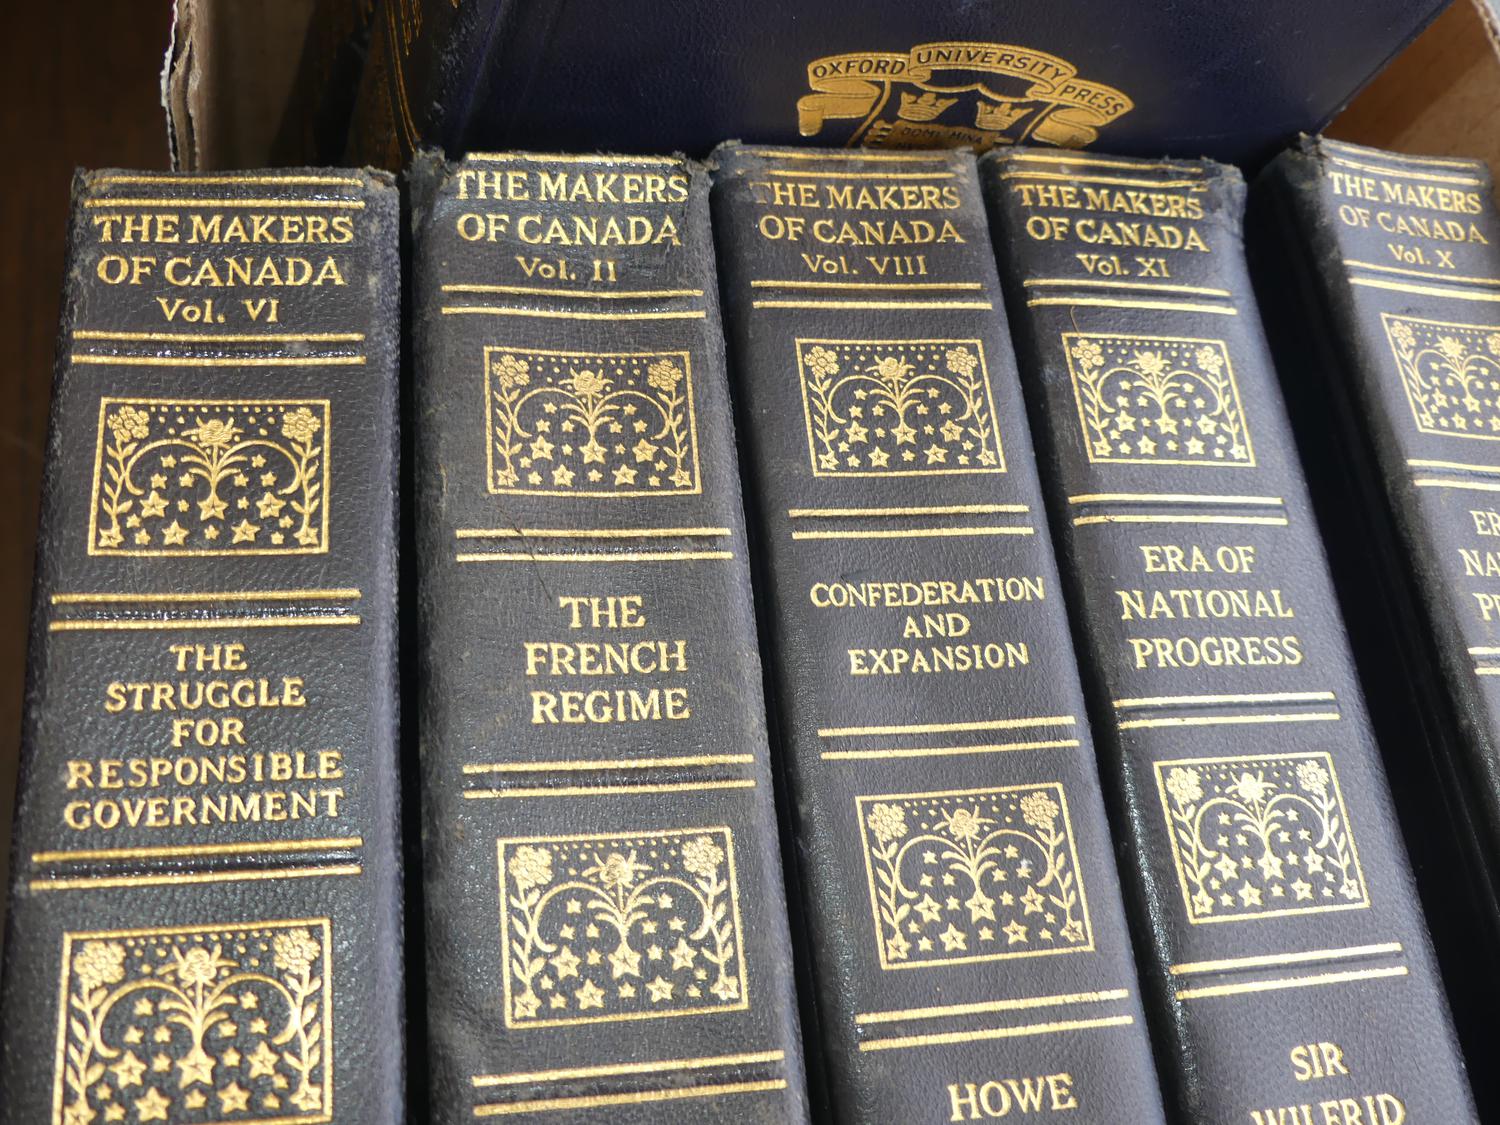 OXFORD UNIVERSITY PRESS
THE MAKERS
OF CANADA
Vol. VI
THE
STRUGGLE
FOR
RESPONSIBLE
GOVERNMENT
THE MAKERS
OF CANADA
Vol. II
THE
FRENCH
REGIME
THE MAKERS
OF CANADA
Vol. VIII
CONFEDERATION
AND
EXPANSION
HOWE
THE MAKERS
OF CANADA
Vol. XI
ERA OF
NATIONAL
PROGRESS
SIR
WILFRID
THE MAKERS
OF CANADA
Vol. X